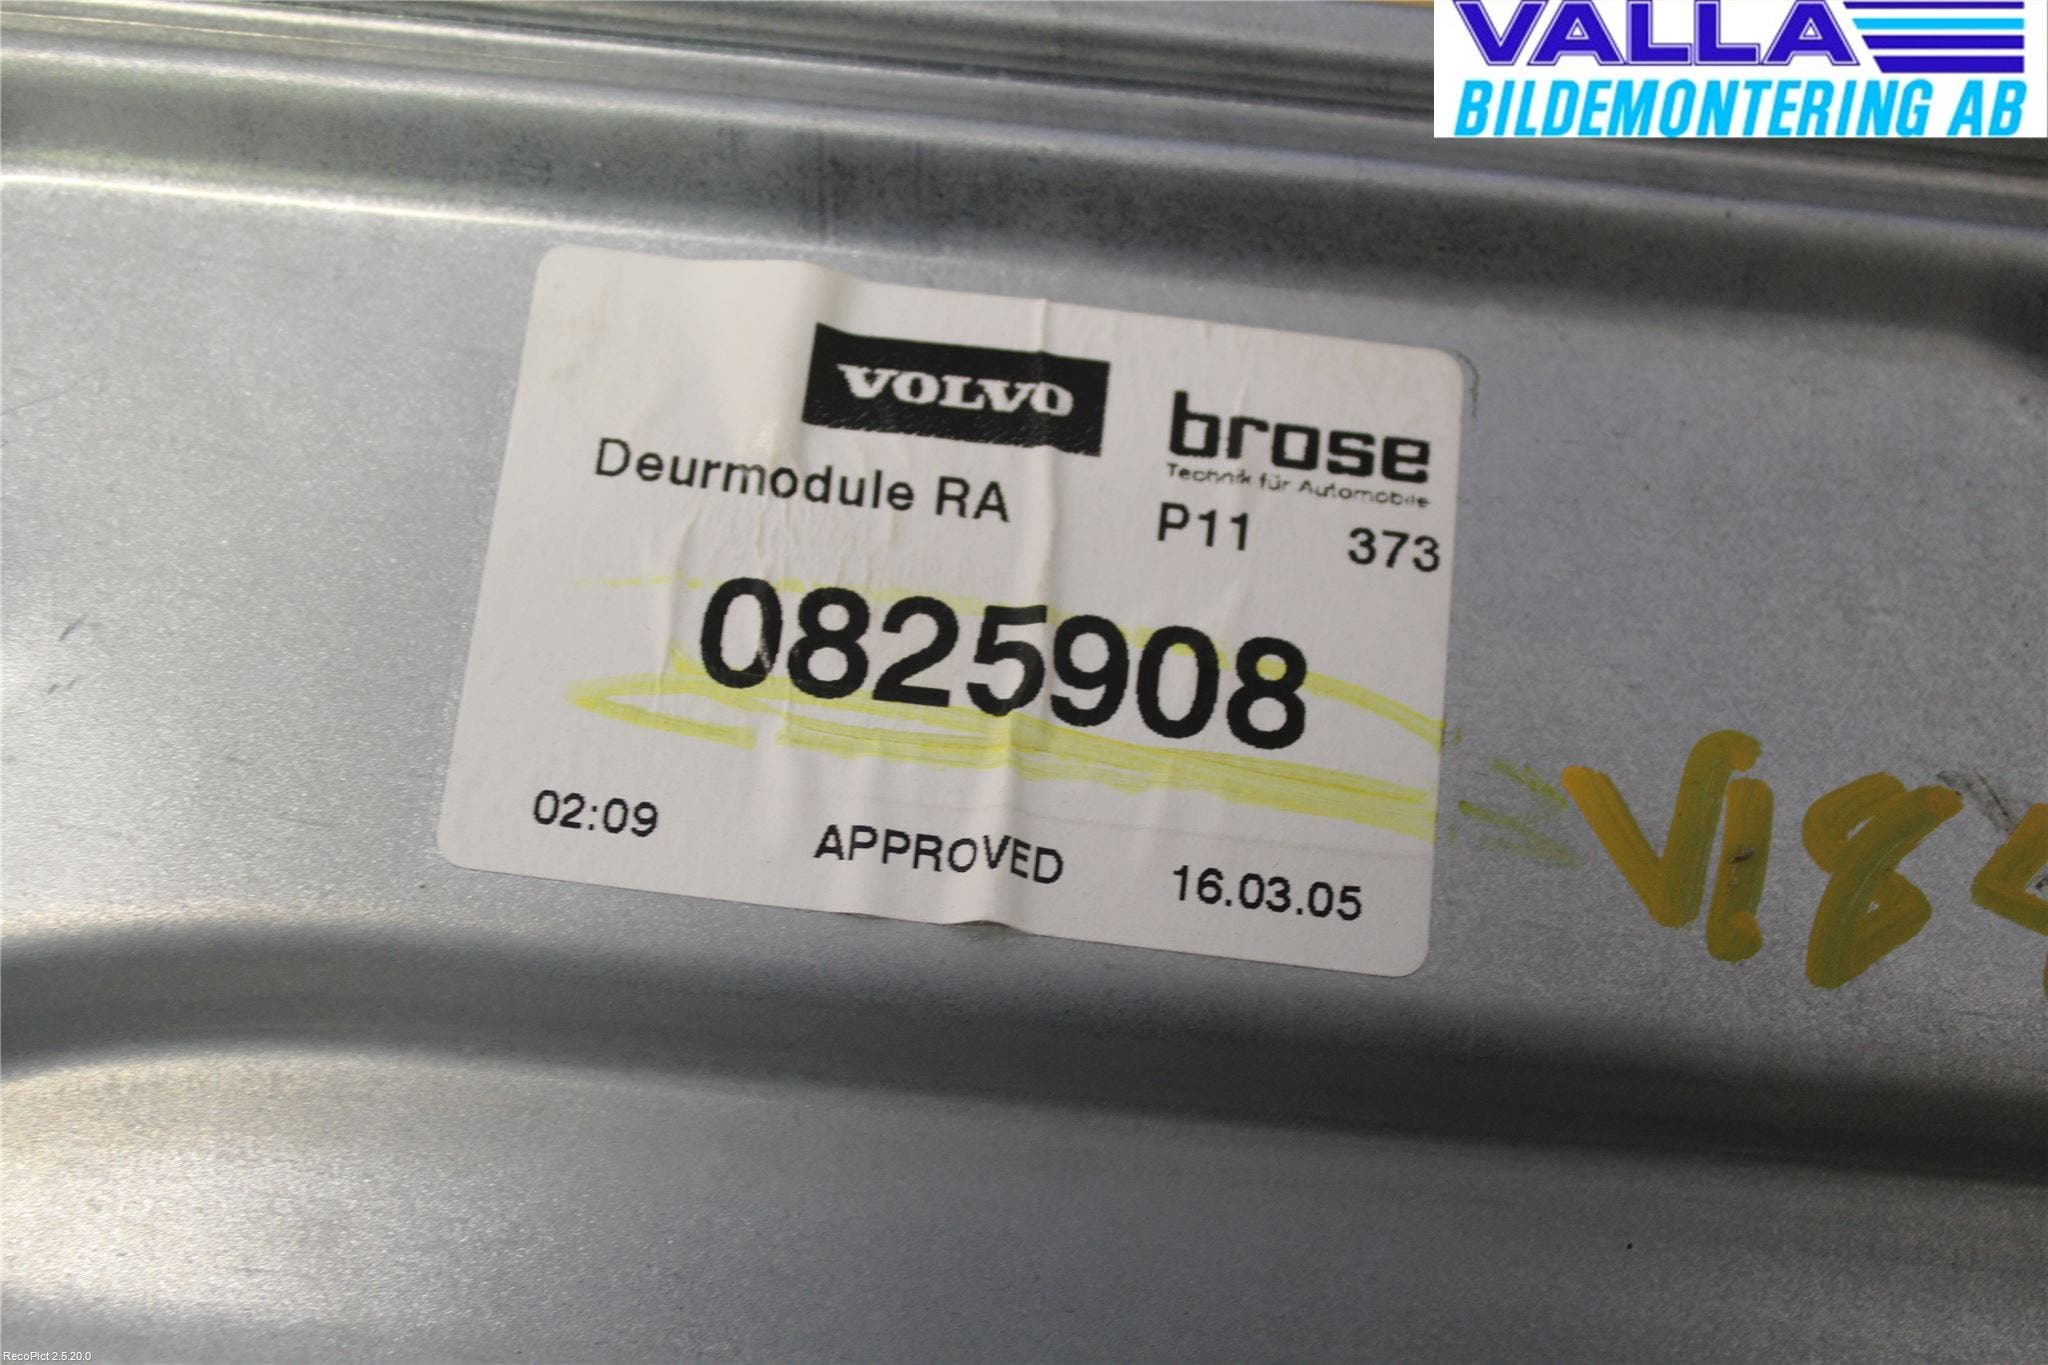 VALLA
BILDEMONTERING AB
VOLVO
brose
Technik für Automobile
Deurmodule RA
P11 373
0825908
02:09 APPROVED 16.03.05
RecoPict 2.5.20.0